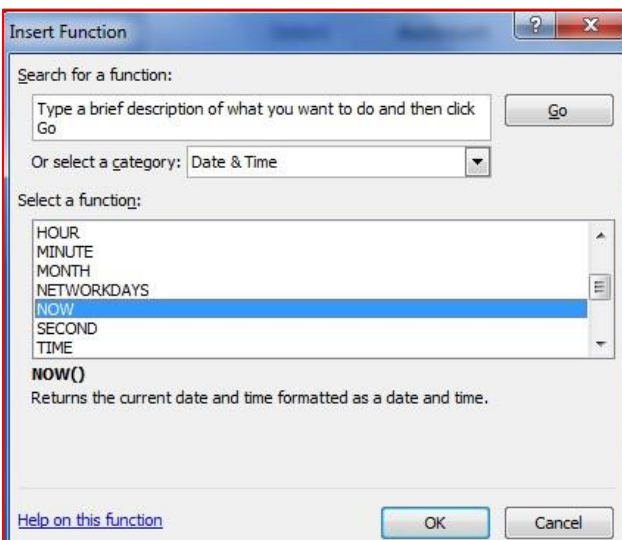 Insert Function
?
X
Search for a function:
Type a brief description of what you want to do and then click
Go
Go
Or select a category: Date & Time
Select a function:
HOUR
MINUTE
MONTH
NETWORKDAYS
NOW
SECOND
TIME
NOW()
Returns the current date and time formatted as a date and time.
Help on this function
OK
Cancel